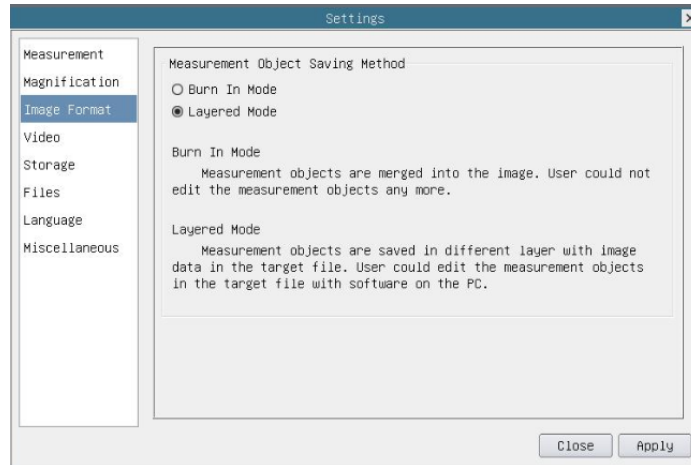 Settings
Measurement
Magnification
Image Format
Video
Storage
Files
Language
Miscellaneous
Measurement Object Saving Method
Burn In Mode
Layered Mode
Burn In Mode
Measurement objects are merged into the image. User could not
edit the measurement objects any more.
Layered Mode
Measurement objects are saved in different layer with image
data in the target file. User could edit the measurement objects
in the target file with software on the PC.
Close
Apply